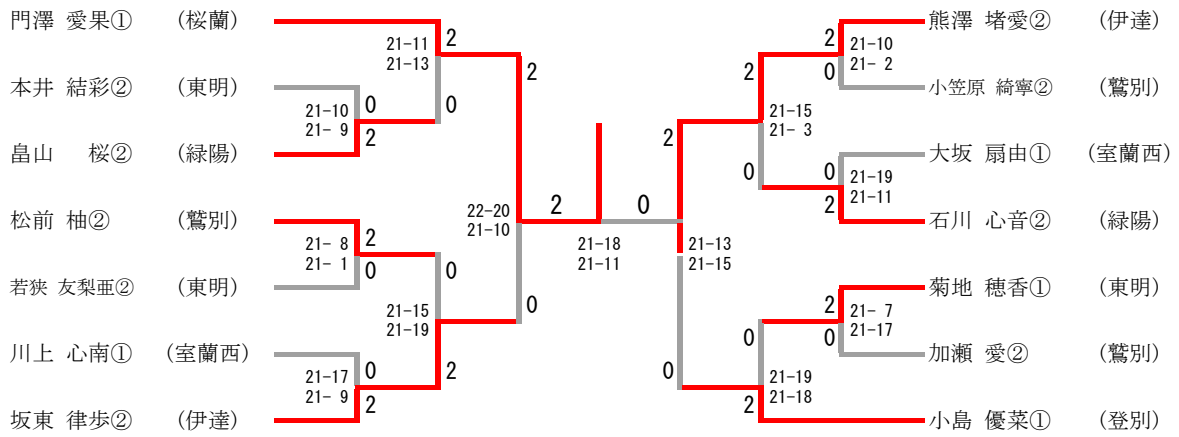 門澤 愛果① (桜蘭)
本井 結彩② (東明)
畠山 桜② (緑陽)
松前 柚② (鷲別)
若狭 友梨亜② (東明)
川上 心南① (室蘭西)
坂東 律歩② (伊達)
21-11 2
21-13
0
21-10 0
21- 9 2
21- 8 2
21- 1 0
21-15 0
21-19
2
21-17 0
21- 9 2
2
22-20
21-10
0
2 0
21-18
21-11
2
21-13
21-15
0
2
21-15
21- 3
0
2 21-10
0 21- 2
0 21-19
2 21-11
2 21- 7
0 21-17
0
21-19
2 21-18
熊澤 堵愛② (伊達)
小笠原 綺寧② (鷲別)
大坂 扇由① (室蘭西)
石川 心音② (緑陽)
菊地 穂香① (東明)
加瀬 愛② (鷲別)
小島 優菜① (登別)